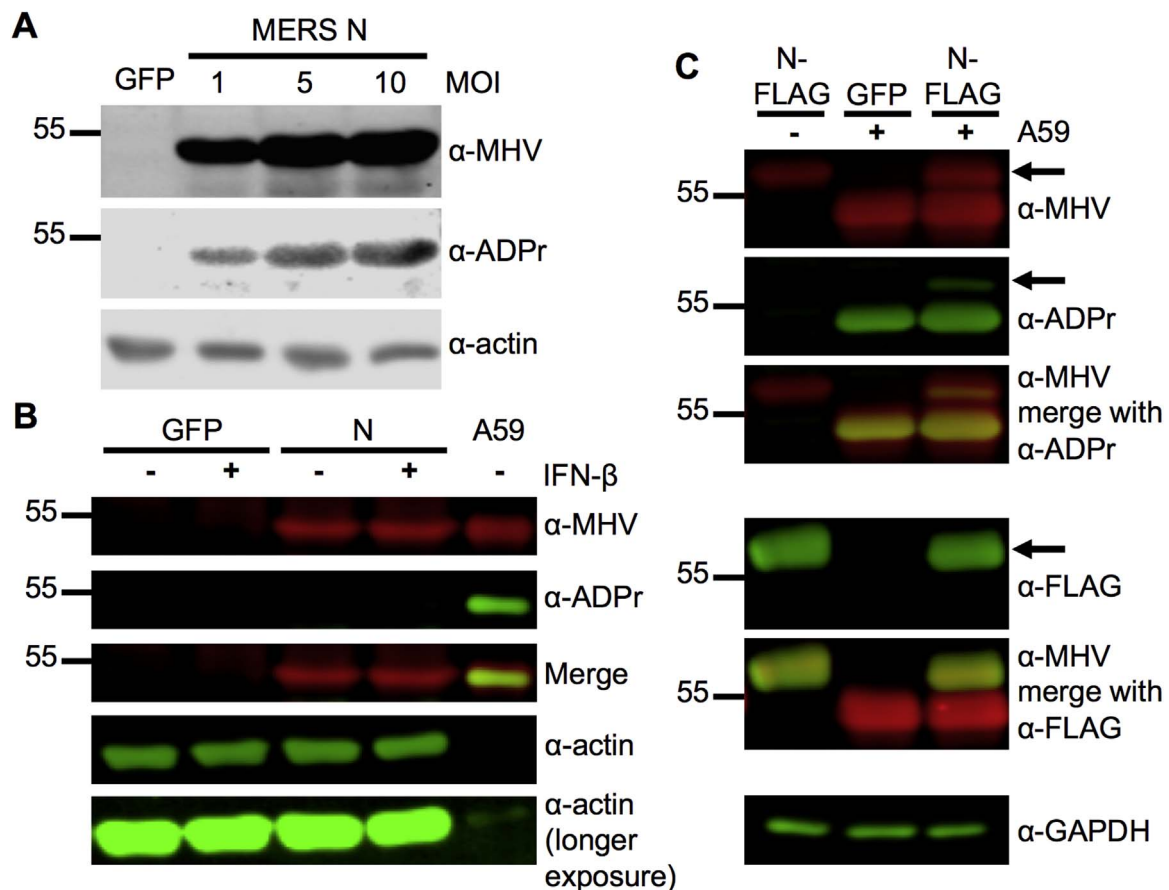 A
MERS N
GFP 1 5 10 MOI
55 α-MHV
55 α-ADPr
α-actin
B
GFP N A59
- + - + - IFN-β
55 α-MHV
55 α-ADPr
55 Merge
α-actin
α-actin
(longer
exposure)
C
N-
FLAG GFP N-
FLAG
- + + A59
55 α-MHV
55 α-ADPr
55 α-MHV
merge with
α-ADPr
55 α-FLAG
55 α-MHV
merge with
α-FLAG
α-GAPDH